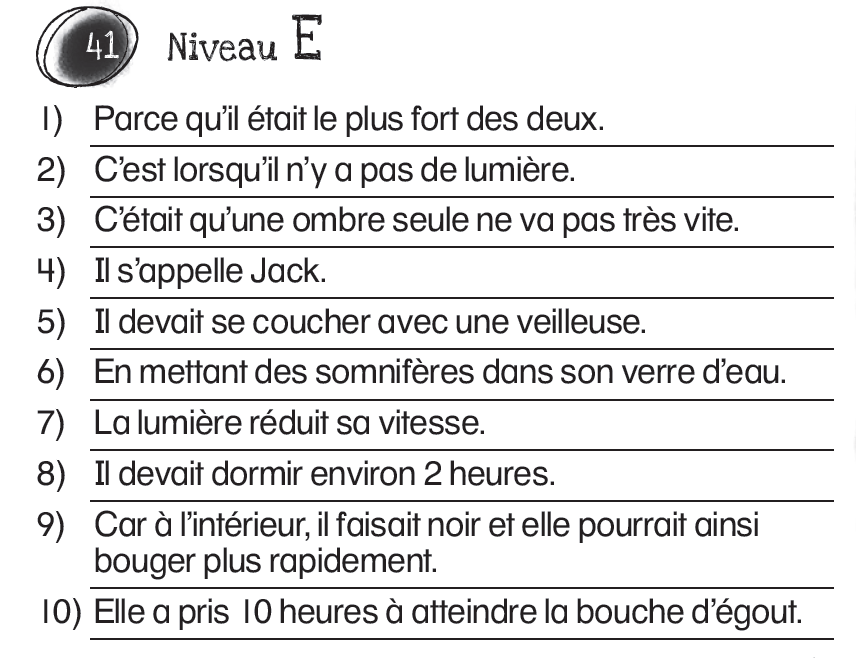 41 Niveau E
1) Parce qu'il était le plus fort des deux.
2) C'est lorsqu'il n'y a pas de lumière.
3) C'était qu'une ombre seule ne va pas très vite.
4) Il s'appelle Jack.
5) Il devait se coucher avec une veilleuse.
6) En mettant des somnifères dans son verre d'eau.
7) La lumière réduit sa vitesse.
8) Il devait dormir environ 2 heures.
9) Car à l'intérieur, il faisait noir et elle pourrait ainsi
bouger plus rapidement.
10) Elle a pris 10 heures à atteindre la bouche d'égout.